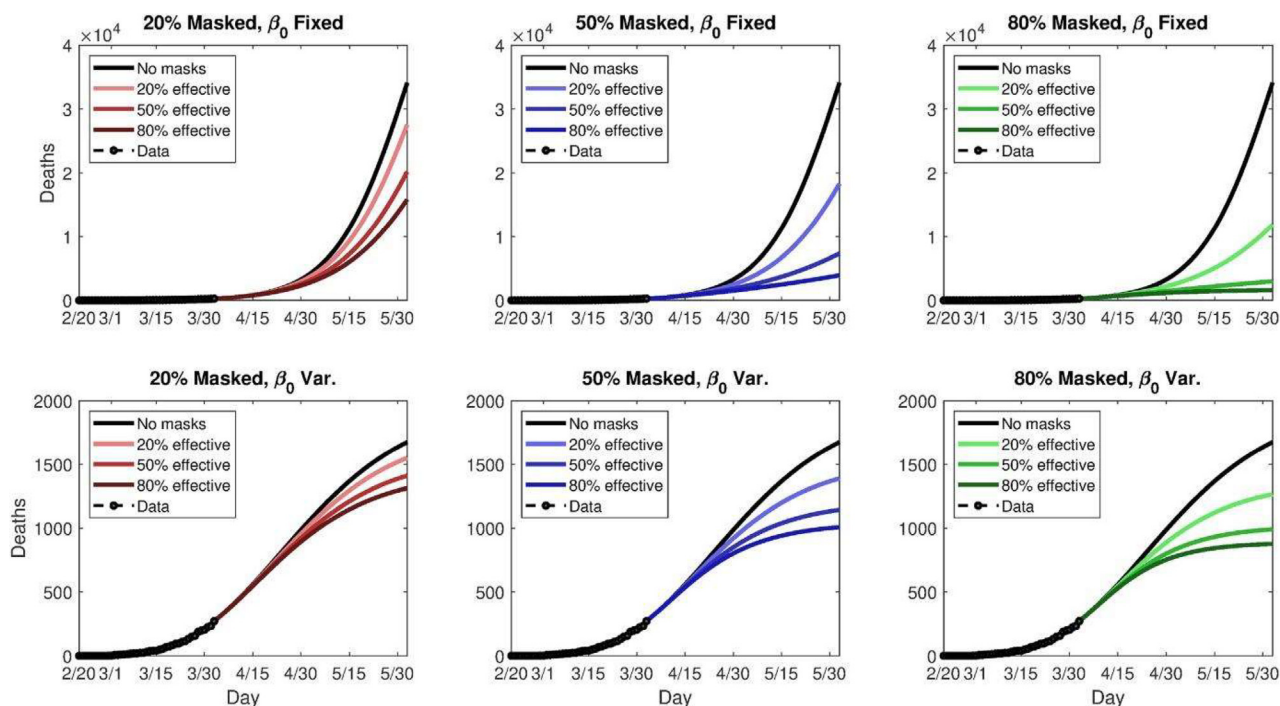 20% Masked, β0 Fixed
×10^4
4
3
2
1
0
Deaths
No masks
20% effective
50% effective
80% effective
Data
2/20 3/1 3/15 3/30 4/15 4/30 5/15 5/30
50% Masked, β0 Fixed
×10^4
4
3
2
1
0
No masks
20% effective
50% effective
80% effective
Data
2/20 3/1 3/15 3/30 4/15 4/30 5/15 5/30
80% Masked, β0 Fixed
×10^4
4
3
2
1
0
No masks
20% effective
50% effective
80% effective
Data
2/20 3/1 3/15 3/30 4/15 4/30 5/15 5/30
20% Masked, β0 Var.
2000
1500
1000
500
0
Deaths
No masks
20% effective
50% effective
80% effective
Data
2/20 3/1 3/15 3/30 4/15 4/30 5/15 5/30
Day
50% Masked, β0 Var.
2000
1500
1000
500
0
No masks
20% effective
50% effective
80% effective
Data
2/20 3/1 3/15 3/30 4/15 4/30 5/15 5/30
Day
80% Masked, β0 Var.
2000
1500
1000
500
0
No masks
20% effective
50% effective
80% effective
Data
2/20 3/1 3/15 3/30 4/15 4/30 5/15 5/30
Day